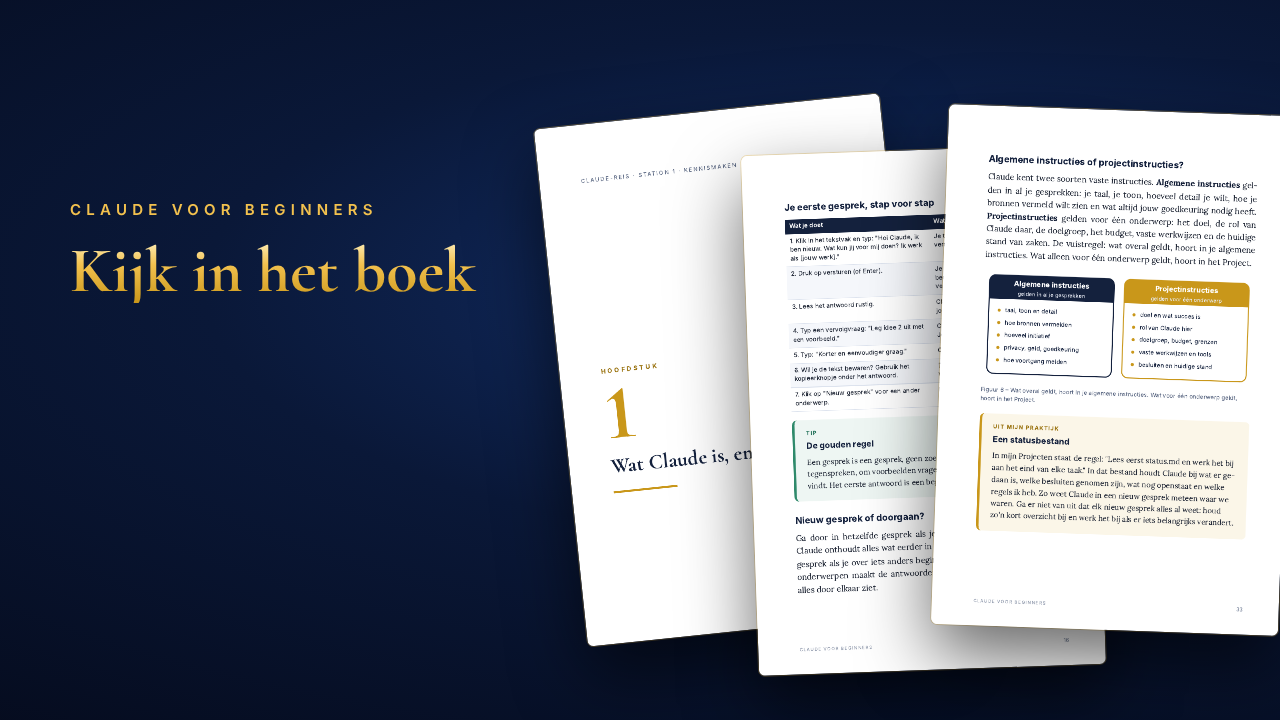 CLAUDE VOOR BEGINNERS
Kijk in het boek
CLAUDE-REIS · STATION 1 · KENNISMAKEN
HOOFDSTUK
1
Wat Claude is, en
Je eerste gesprek, stap voor stap
Wat je doet
1. Klik in het tekstvak en typ: "Hoi Claude, ik
ben nieuw. Wat kun jij voor mij doen? Ik werk
als [jouw werk]."
2. Druk op versturen (of Enter).
3. Lees het antwoord rustig.
4. Typ een vervolgvraag: "Leg idee 2 uit met
een voorbeeld."
5. Typ: "Korter en eenvoudiger graag."
6. Wil je de tekst bewaren? Gebruik het
kopieerknopje onder het antwoord.
7. Klik op "Nieuw gesprek" voor een ander
onderwerp.
TIP
De gouden regel
Een gesprek is een gesprek, geen
tegenspreken, om voorbeelden
vindt. Het eerste antwoord is een
Nieuw gesprek of doorgaan?
Ga door in hetzelfde gesprek als
Claude onthoudt alles wat eerder in
gesprek als je over iets anders
onderwerpen maakt de
alles door elkaar ziet.
CLAUDE VOOR BEGINNERS
16
Algemene instructies of projectinstructies?
Claude kent twee soorten vaste instructies. Algemene instructies gel-
den in al je gesprekken: je taal, je toon, hoeveel detail je wilt, hoe je
bronnen vermeld wilt zien en wat altijd jouw goedkeuring nodig heeft.
Projectinstructies gelden voor één onderwerp: het doel, de rol van
Claude daar, de doelgroep, het budget, vaste werkwijzen en de huidige
stand van zaken. De vuistregel: wat overal geldt, hoort in je algemene
instructies. Wat alleen voor één onderwerp geldt, hoort in het Project.
Algemene instructies
gelden in al je gesprekken
taal, toon en detail
hoe bronnen vermelden
hoeveel initiatief
privacy, geld, goedkeuring
hoe voortgang melden
Projectinstructies
gelden voor één onderwerp
doel en wat succes is
rol van Claude hier
doelgroep, budget, grenzen
vaste werkwijzen en tools
besluiten en huidige stand
Figuur 6 – Wat overal geldt, hoort in je algemene instructies. Wat voor één onderwerp geldt,
hoort in het Project.
UIT MIJN PRAKTIJK
Een statusbestand
In mijn Projecten staat de regel: "Lees eerst status.md en werk het bij
aan het eind van elke taak." In dat bestand houdt Claude bij wat er ge-
daan is, welke besluiten genomen zijn, wat nog openstaat en welke
regels ik heb. Zo weet Claude in een nieuw gesprek meteen waar we
waren. Ga er niet van uit dat elk nieuw gesprek alles al weet: houd
zo'n kort overzicht bij en werk het bij als er iets belangrijks verandert.
CLAUDE VOOR BEGINNERS
33